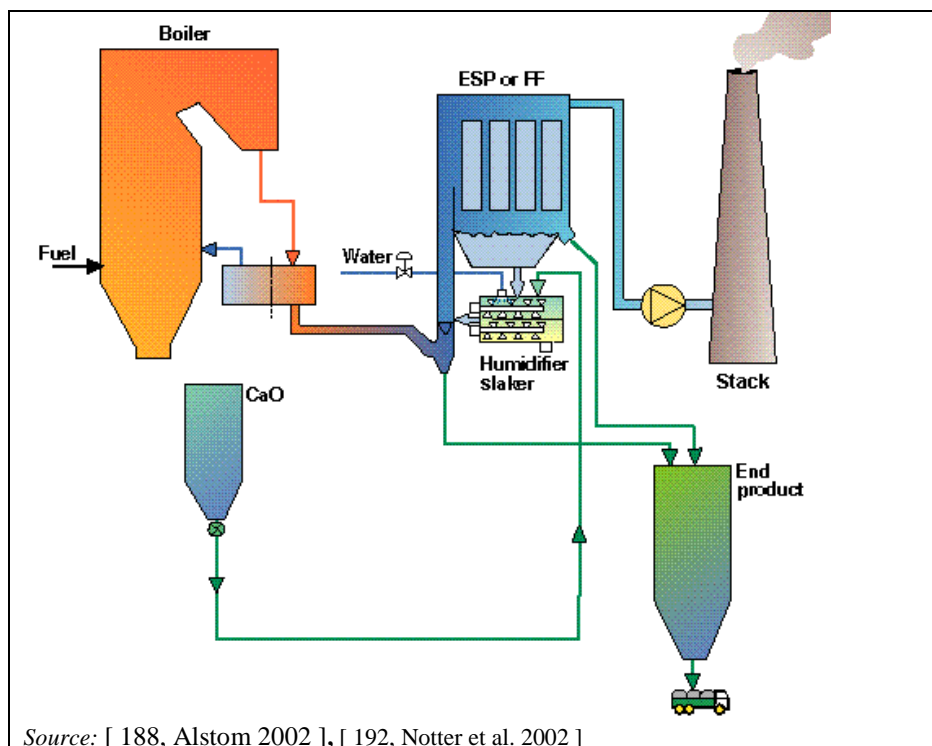 Boiler
ESP or FF
Fuel
Water
Humidifier
slaker
Stack
CaO
End
product
Source: [ 188, Alstom 2002 ], [ 192, Notter et al. 2002 ]